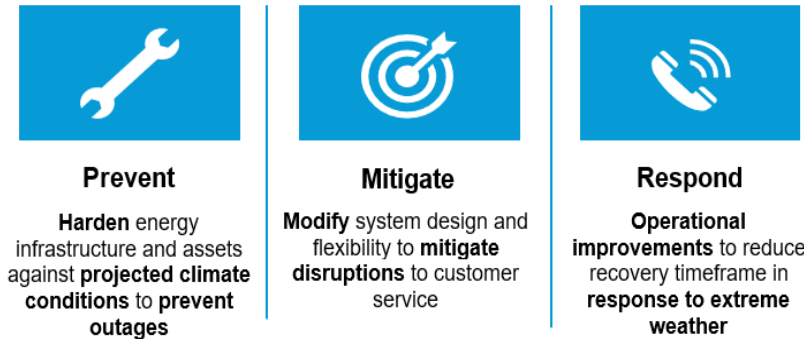 Prevent
Harden energy
infrastructure and assets
against projected climate
conditions to prevent
outages
Mitigate
Modify system design and
flexibility to mitigate
disruptions to customer
service
Respond
Operational
improvements to reduce
recovery timeframe in
response to extreme
weather